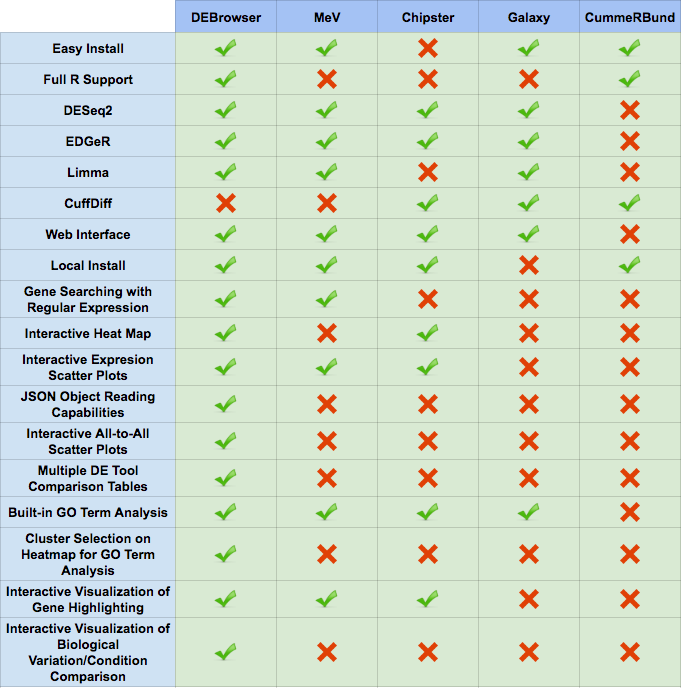 DEBrowser MeV Chipster Galaxy CummeRBund
Easy Install
Full R Support
DESeq2
EDGeR
Limma
CuffDiff
Web Interface
Local Install
Gene Searching with
Regular Expression
Interactive Heat Map
Interactive Expresion
Scatter Plots
JSON Object Reading
Capabilities
Interactive All-to-All
Scatter Plots
Multiple DE Tool
Comparison Tables
Built-in GO Term Analysis
Cluster Selection on
Heatmap for GO Term
Analysis
Interactive Visualization of
Gene Highlighting
Interactive Visualization of
Biological
Variation/Condition
Comparison